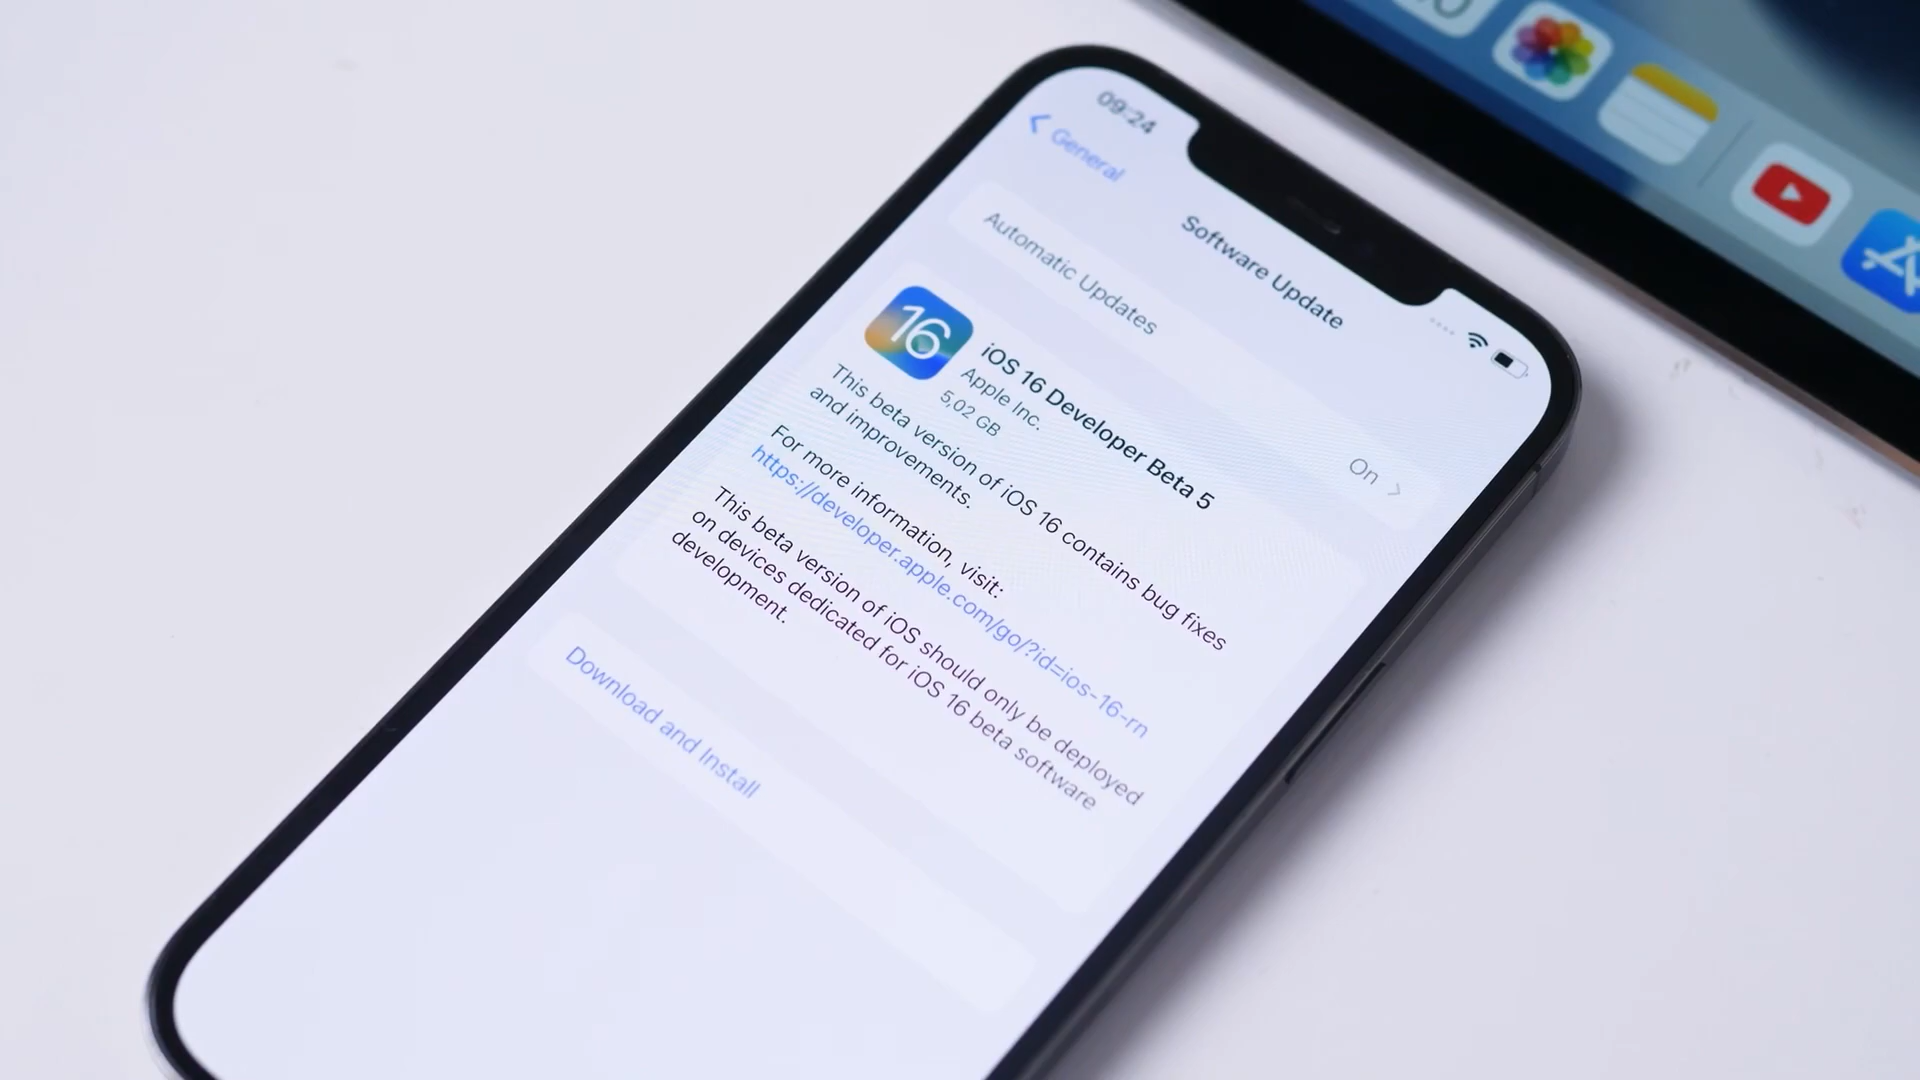 09:24
General
Software Update
Automatic Updates
On
16
iOS 16 Developer Beta 5
Apple Inc.
5,02 GB
This beta version of iOS 16 contains bug fixes
and improvements.
For more information, visit:
https://developer.apple.com/go/?id=ios-16-rn
This beta version of iOS should only be deployed
on devices dedicated for iOS 16 beta software
development.
Download and Install